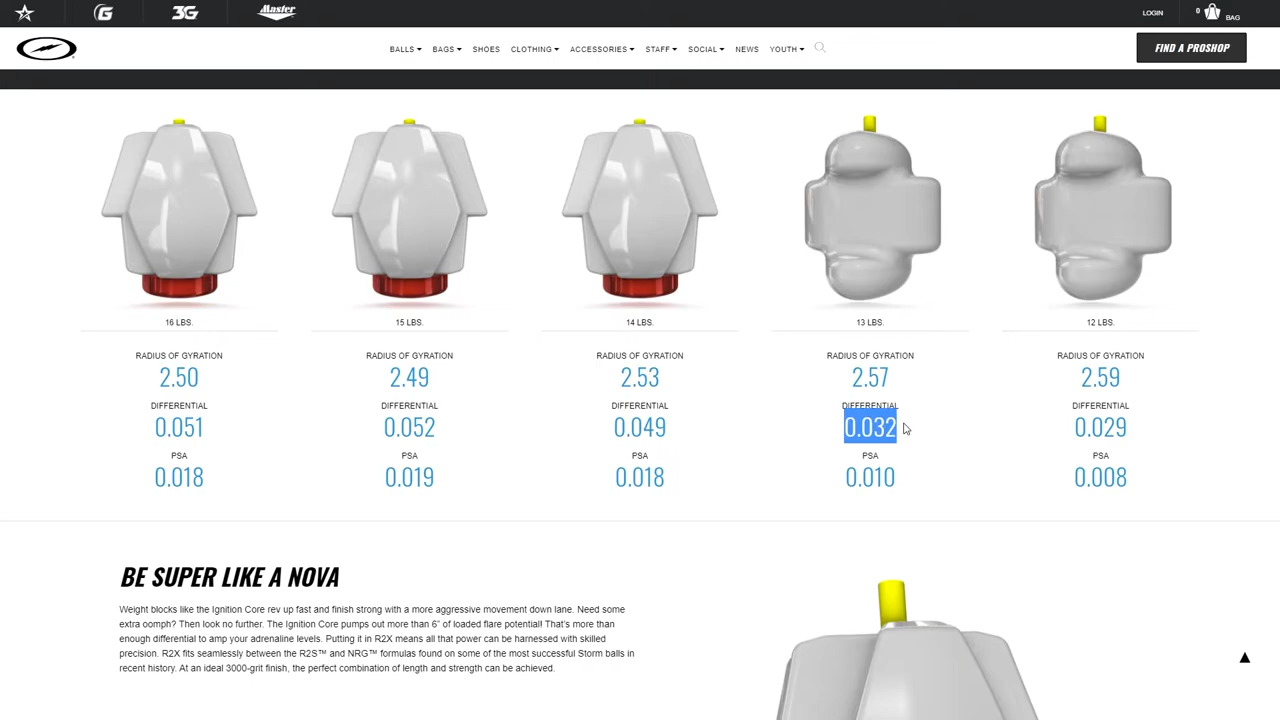 G
3G
Master
LOGIN
0
BAG
BALLS
BAGS
SHOES
CLOTHING
ACCESSORIES
STAFF
SOCIAL
NEWS
YOUTH
FIND A PROSHOP
16 LBS.
15 LBS.
14 LBS.
13 LBS.
12 LBS.
RADIUS OF GYRATION
RADIUS OF GYRATION
RADIUS OF GYRATION
RADIUS OF GYRATION
RADIUS OF GYRATION
2.50
2.49
2.53
2.57
2.59
DIFFERENTIAL
DIFFERENTIAL
DIFFERENTIAL
DIFFERENTIAL
DIFFERENTIAL
0.051
0.052
0.049
0.032
0.029
PSA
PSA
PSA
PSA
PSA
0.018
0.019
0.018
0.010
0.008
BE SUPER LIKE A NOVA
Weight blocks like the Ignition Core rev up fast and finish strong with a more aggressive movement down lane. Need some
extra oomph? Then look no further. The Ignition Core pumps out more than 6" of loaded flare potential! That's more than
enough differential to amp your adrenaline levels. Putting it in R2X means all that power can be harnessed with skilled
precision. R2X fits seamlessly between the R2S™ and NRG™ formulas found on some of the most successful Storm balls in
recent history. At an ideal 3000-grit finish, the perfect combination of length and strength can be achieved.